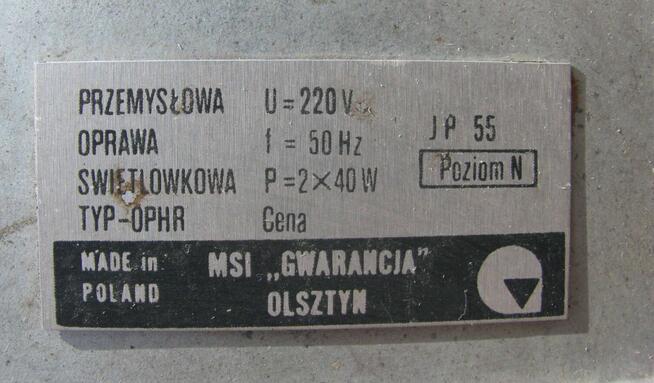 PRZEMYSŁOWA U = 220 V
OPRAWA f = 50 Hz
ŚWIETLÓWKOWA P = 2×40 W
TYP-OPHR Cena
JP 55
Poziom N
MADE in
POLAND
MSI „GWARANCJA”
OLSZTYN